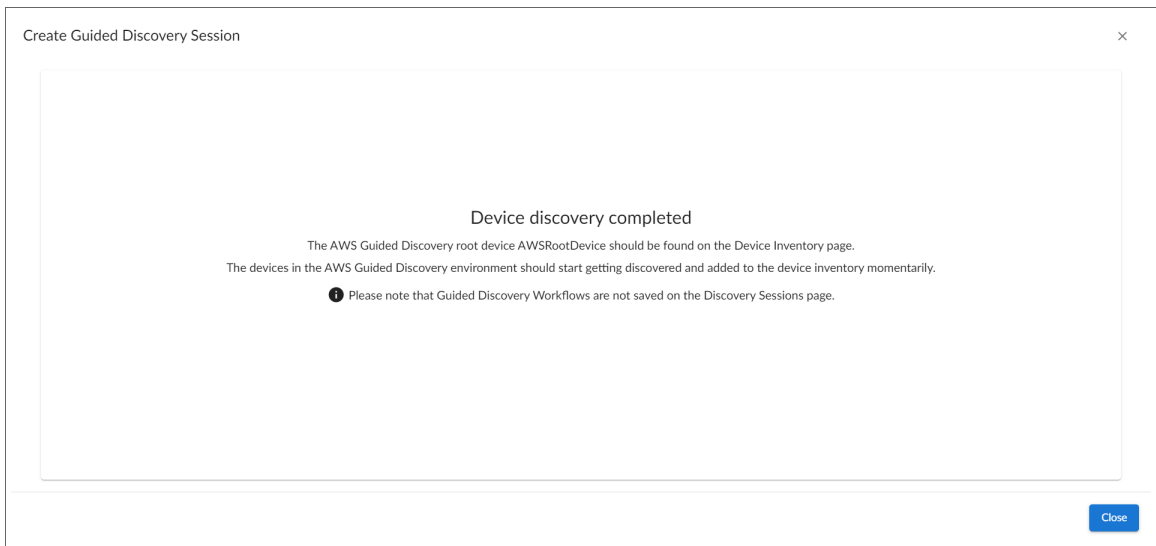 Create Guided Discovery Session
Device discovery completed
The AWS Guided Discovery root device AWSRootDevice should be found on the Device Inventory page.
The devices in the AWS Guided Discovery environment should start getting discovered and added to the device inventory momentarily.
Please note that Guided Discovery Workflows are not saved on the Discovery Sessions page.
Close